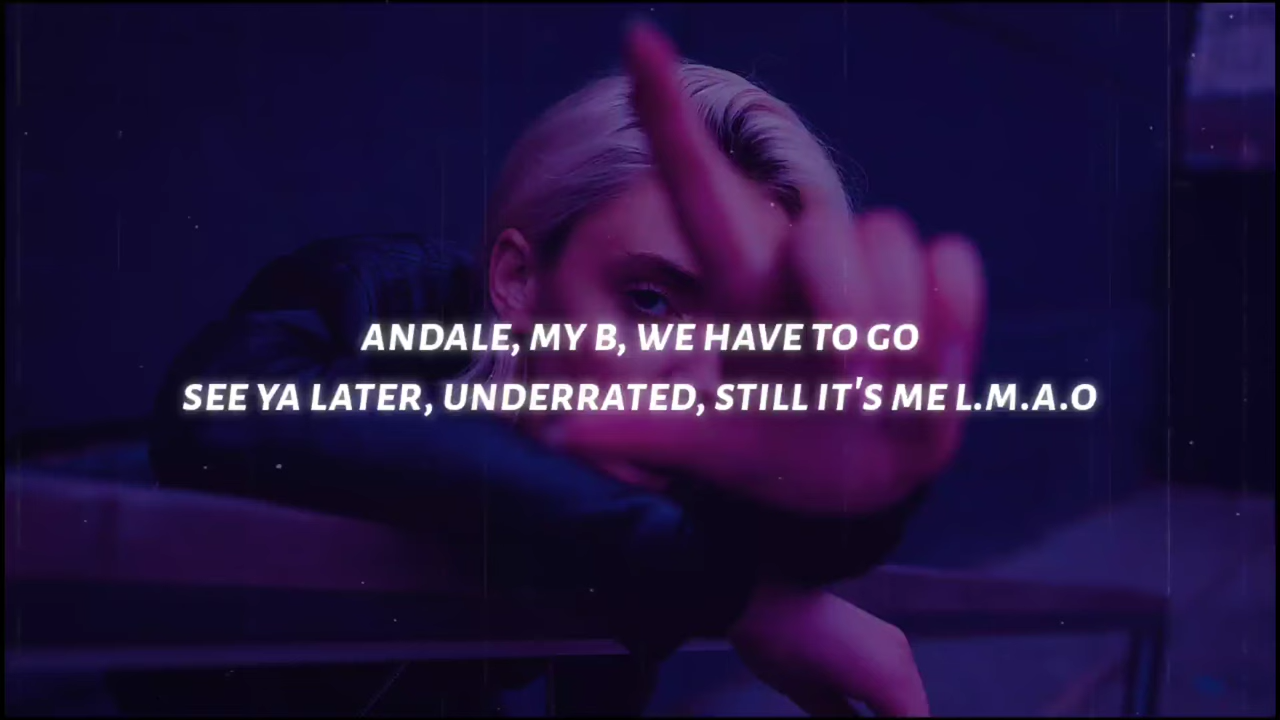 ANDALE, MY B, WE HAVE TO GO
SEE YA LATER, UNDERRATED, STILL IT'S ME L.M.A.O